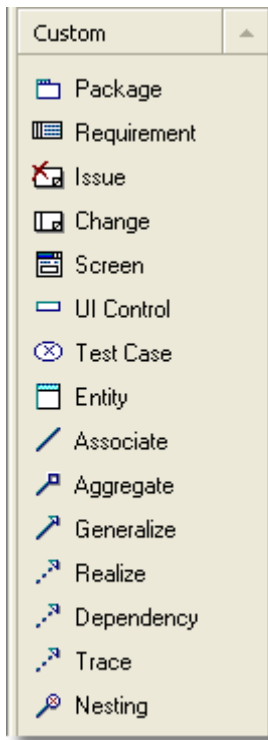 Custom
Package
Requirement
Issue
Change
Screen
UI Control
Test Case
Entity
Associate
Aggregate
Generalize
Realize
Dependency
Trace
Nesting